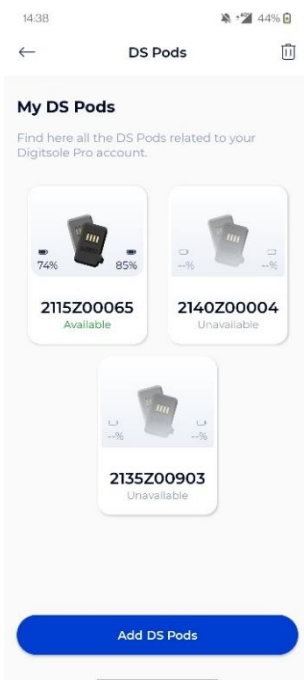 14:38
44%
DS Pods
My DS Pods
Find here all the DS Pods related to your
Digitsole Pro account.
74% 85%
2115Z00065
Available
--% --%
2140Z00004
Unavailable
--% --%
2135Z00903
Unavailable
Add DS Pods